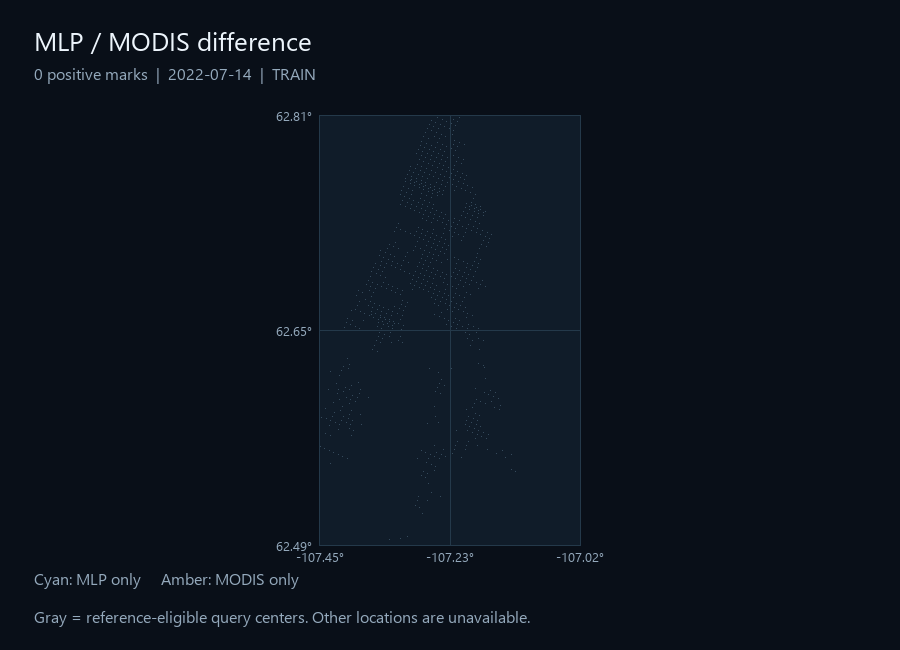 MLP / MODIS difference
0 positive marks | 2022-07-14 | TRAIN
62.81°
62.65°
62.49°
-107.45° -107.23° -107.02°
Cyan: MLP only Amber: MODIS only
Gray = reference-eligible query centers. Other locations are unavailable.